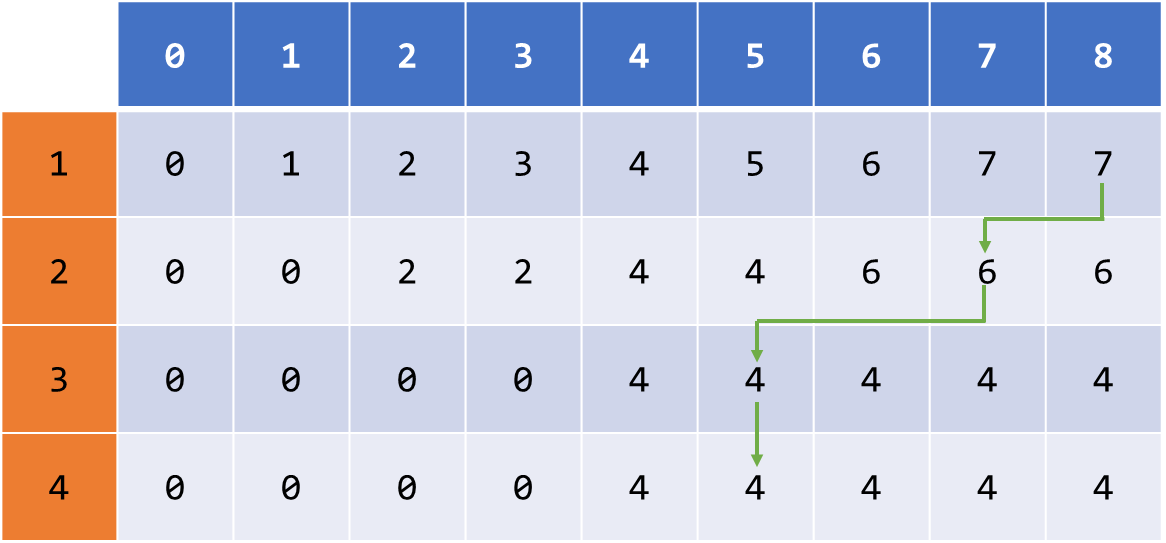 0 1 2 3 4 5 6 7 8
1 0 1 2 3 4 5 6 7 7
2 0 0 2 2 4 4 6 6 6
3 0 0 0 0 4 4 4 4 4
4 0 0 0 0 4 4 4 4 4